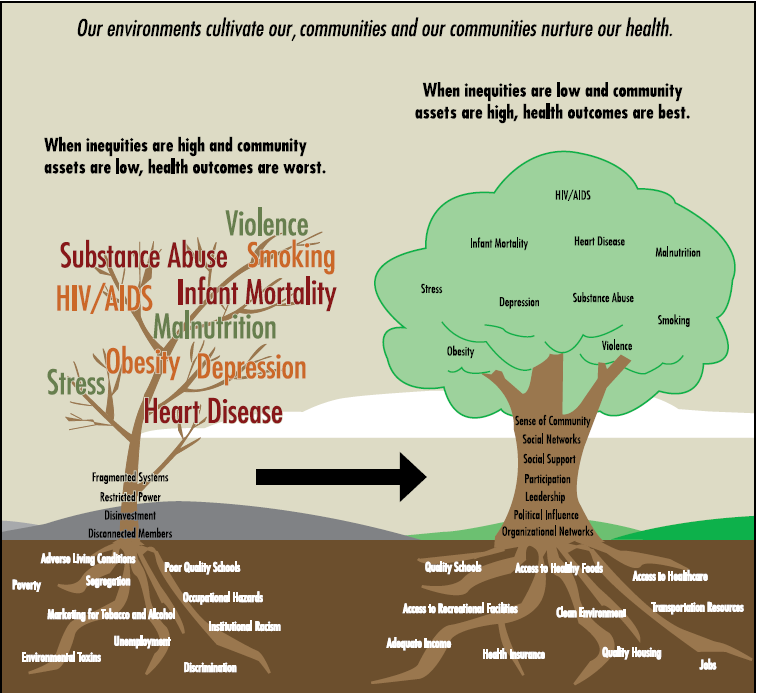 Our environments cultivate our, communities and our communities nurture our health.
When inequities are high and community
assets are low, health outcomes are worst.
Violence
Substance Abuse
Smoking
HIV/AIDS
Infant Mortality
Malnutrition
Obesity
Depression
Stress
Heart Disease
Fragmented Systems
Restricted Power
Disinvestment
Disconnected Members
Adverse Living Conditions
Poor Quality Schools
Poverty
Segregation
Occupational Hazards
Marketing for Tobacco and Alcohol
Institutional Racism
Unemployment
Environmental Toxins
Discrimination
When inequities are low and community
assets are high, health outcomes are best.
HIV/AIDS
Infant Mortality
Heart Disease
Malnutrition
Stress
Depression
Substance Abuse
Smoking
Obesity
Violence
Sense of Community
Social Networks
Social Support
Participation
Leadership
Political Influence
Organizational Networks
Quality Schools
Access to Healthy Foods
Access to Healthcare
Access to Recreational Facilities
Clean Environment
Transportation Resources
Adequate Income
Health Insurance
Quality Housing
Jobs